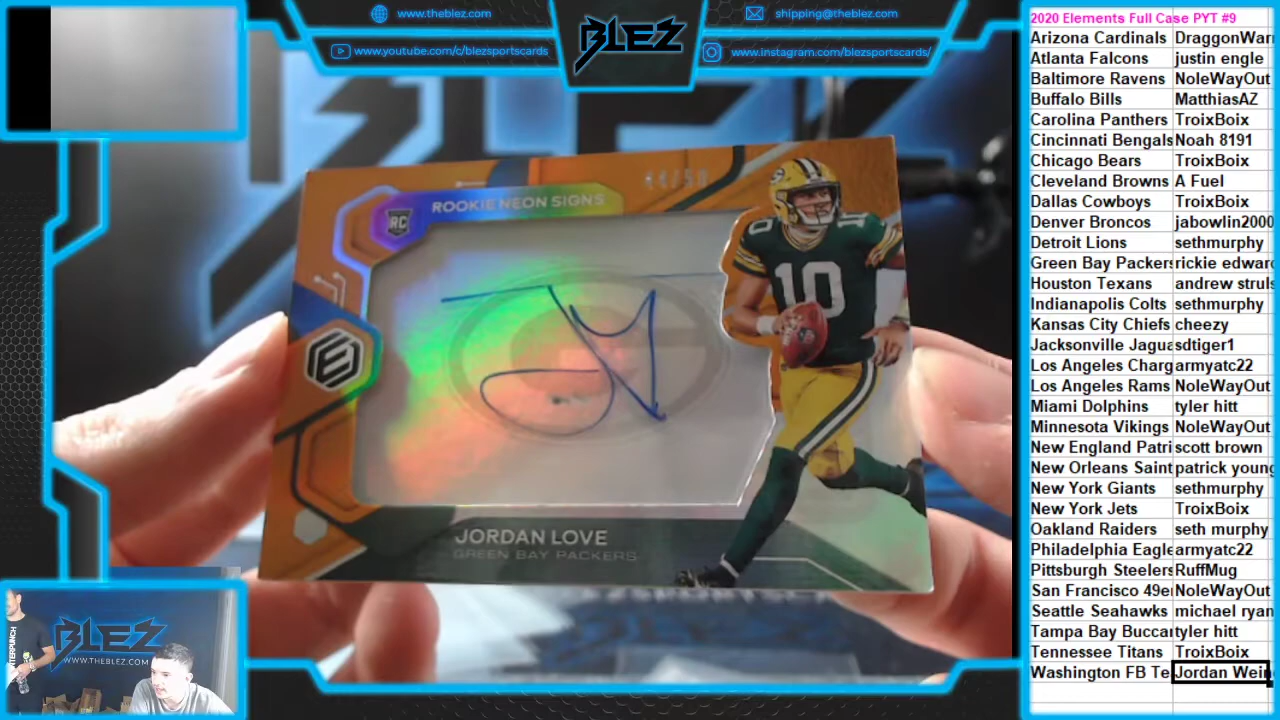 www.theblez.com
shipping@theblez.com
www.youtube.com/c/blezsportscards
BLEZ
www.instagram.com/blezsportscards/
ROOKIE NEON SIGNS
RC
10
10
E
JORDAN LOVE
GREEN BAY PACKERS
BLEZ
WWW.THEBLEZ.COM
2020 Elements Full Case PYT #9
Arizona Cardinals DraggonWarr
Atlanta Falcons justin engle
Baltimore Ravens NoleWayOut
Buffalo Bills MatthiasAZ
Carolina Panthers TroixBoix
Cincinnati Bengals Noah 8191
Chicago Bears TroixBoix
Cleveland Browns A Fuel
Dallas Cowboys TroixBoix
Denver Broncos jabowlin2000
Detroit Lions sethmurphy
Green Bay Packers rickie edward
Houston Texans andrew struls
Indianapolis Colts sethmurphy
Kansas City Chiefs cheezy
Jacksonville Jagua sdtiger1
Los Angeles Charg armyatc22
Los Angeles Rams NoleWayOut
Miami Dolphins tyler hitt
Minnesota Vikings NoleWayOut
New England Patri scott brown
New Orleans Saint patrick young
New York Giants sethmurphy
New York Jets TroixBoix
Oakland Raiders seth murphy
Philadelphia Eagle armyatc22
Pittsburgh Steelers RuffMug
San Francisco 49e NoleWayOut
Seattle Seahawks michael ryan
Tampa Bay Buccan tyler hitt
Tennessee Titans TroixBoix
Washington FB Te Jordan Wein